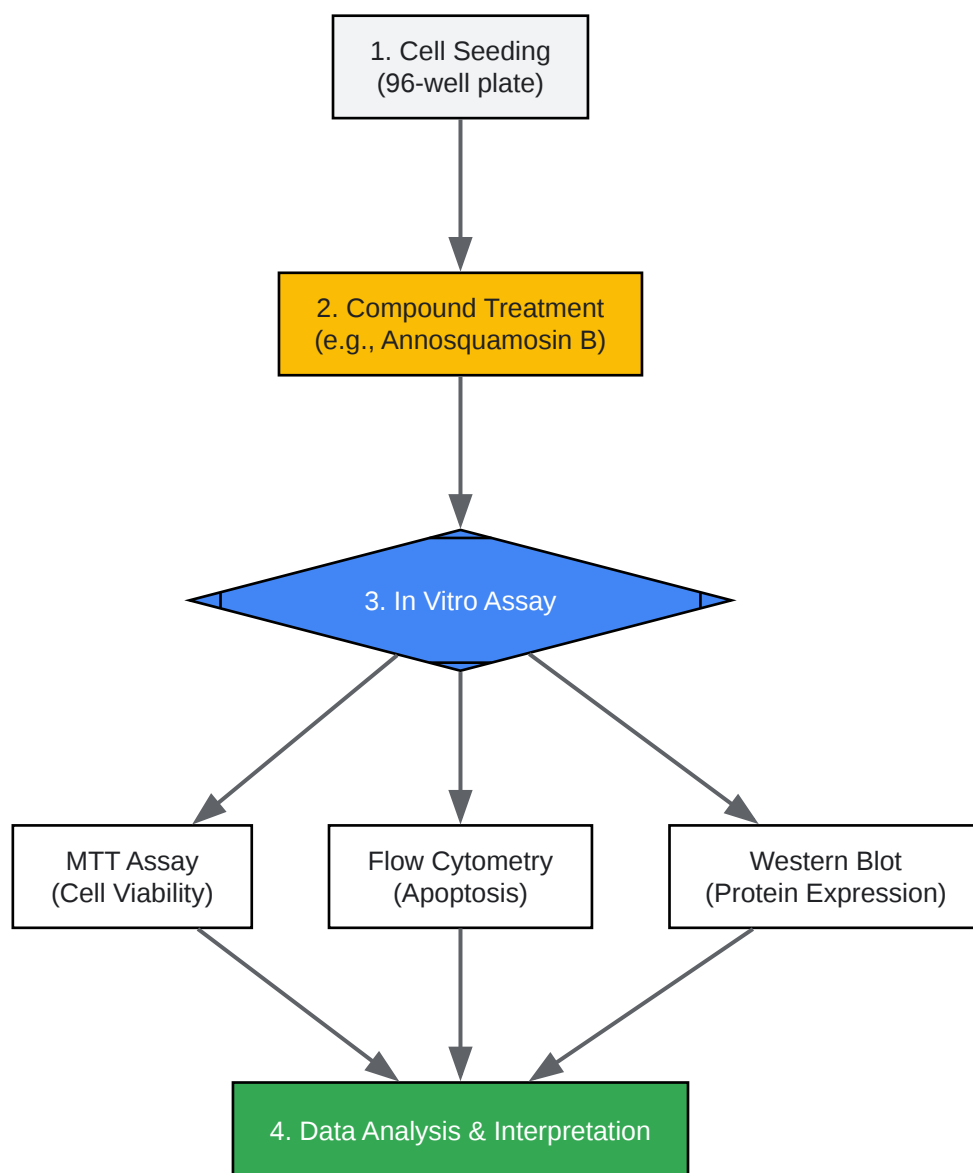 1. Cell Seeding
(96-well plate)
2. Compound Treatment
(e.g., Annosquamosin B)
3. In Vitro Assay
MTT Assay
(Cell Viability)
Flow Cytometry
(Apoptosis)
Western Blot
(Protein Expression)
4. Data Analysis & Interpretation